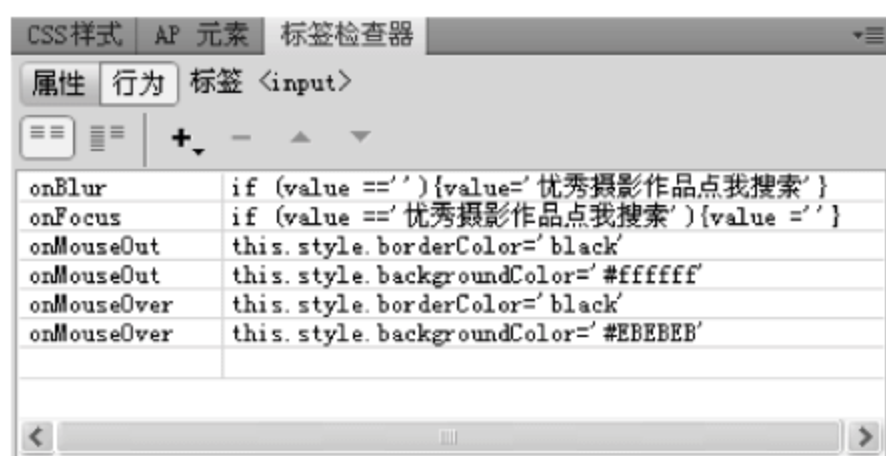 CSS样式 AP 元素 标签检查器
属性 行为 标签 <input>
onBlur if (value ==''){value='优秀摄影作品点我搜索'}
onFocus if (value =='优秀摄影作品点我搜索'){value =''}
onMouseOut this.style.borderColor='black'
onMouseOut this.style.backgroundColor='#ffffff'
onMouseOver this.style.borderColor='black'
onMouseOver this.style.backgroundColor='#EBEBEB'